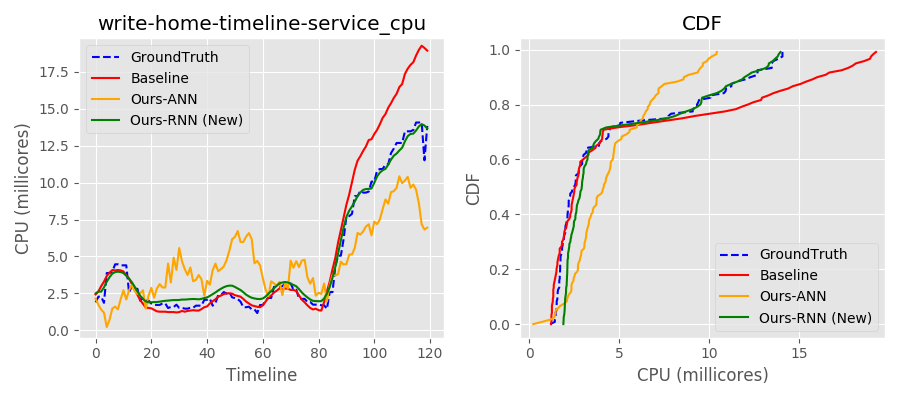 write-home-timeline-service_cpu
GroundTruth
Baseline
Ours-ANN
Ours-RNN (New)
CPU (millicores)
17.5
15.0
12.5
10.0
7.5
5.0
2.5
0.0
0 20 40 60 80 100 120
Timeline
CDF
CDF
1.0
0.8
0.6
0.4
0.2
0.0
GroundTruth
Baseline
Ours-ANN
Ours-RNN (New)
0 5 10 15
CPU (millicores)